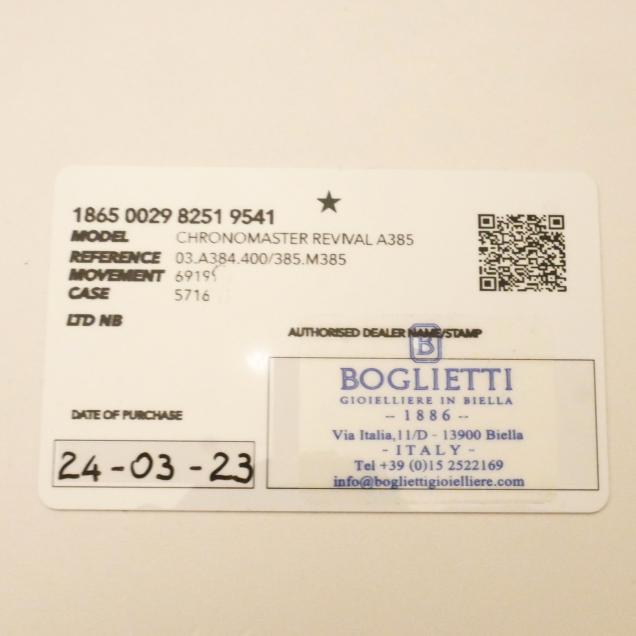 1865 0029 8251 9541
MODEL CHRONOMASTER REVIVAL A385
REFERENCE 03.A384.400/385.M385
MOVEMENT
CASE 5716
LTD NB
AUTHORISED DEALER NAME/STAMP
B
BOGLIETTI
GIOIELLIERE IN BIELLA
- 1886 -
Via Italia,11/D - 13900 Biella
- ITALY -
Tel +39 (0)15 2522169
info@bogliettigioielliere.com
DATE OF PURCHASE
24-03-23